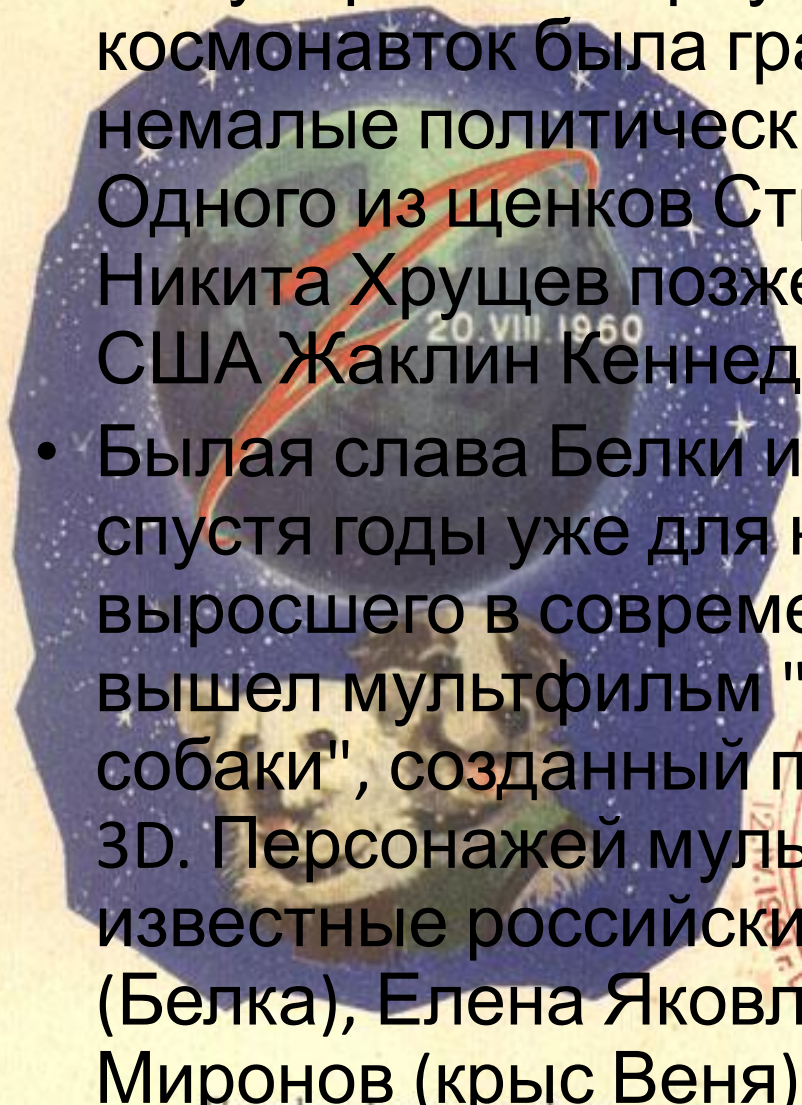 космонавток была гра
немалые политическ
Одного из щенков Ст
Никита Хрущев позже
20.VIII.1960
США Жаклин Кеннед
• Былая слава Белки и
спустя годы уже для н
выросшего в совреме
вышел мультфильм "
собаки", созданный п
3D. Персонажей муль
известные российски
(Белка), Елена Яковл
Миронов (крыс Веня)